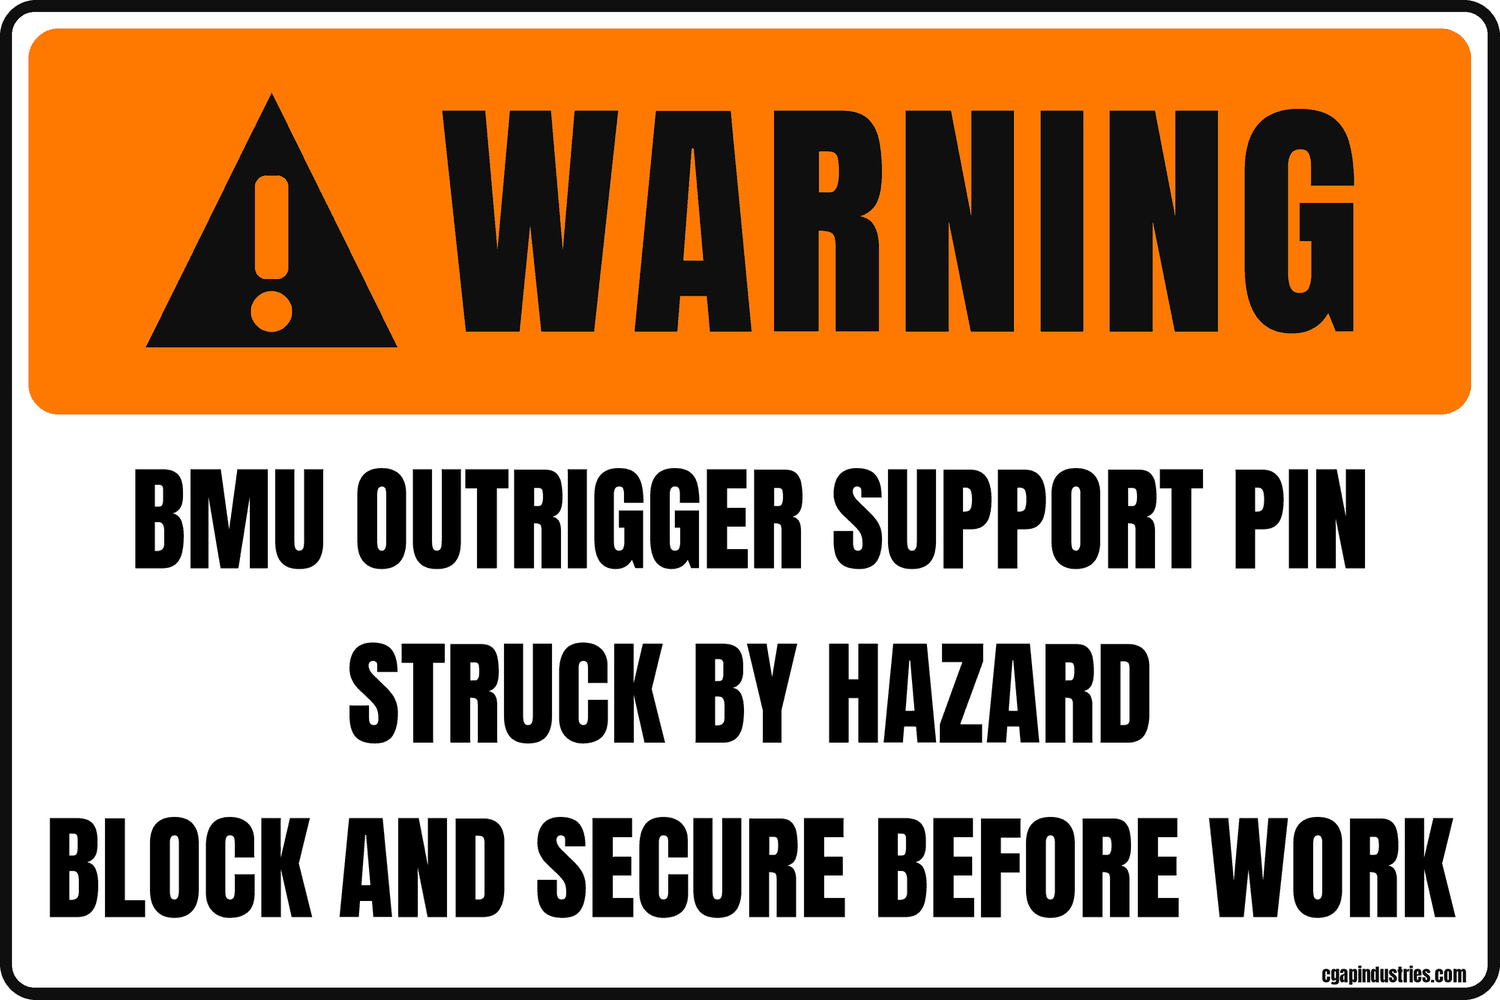 WARNING
BMU OUTRIGGER SUPPORT PIN
STRUCK BY HAZARD
BLOCK AND SECURE BEFORE WORK
cgapindustries.com